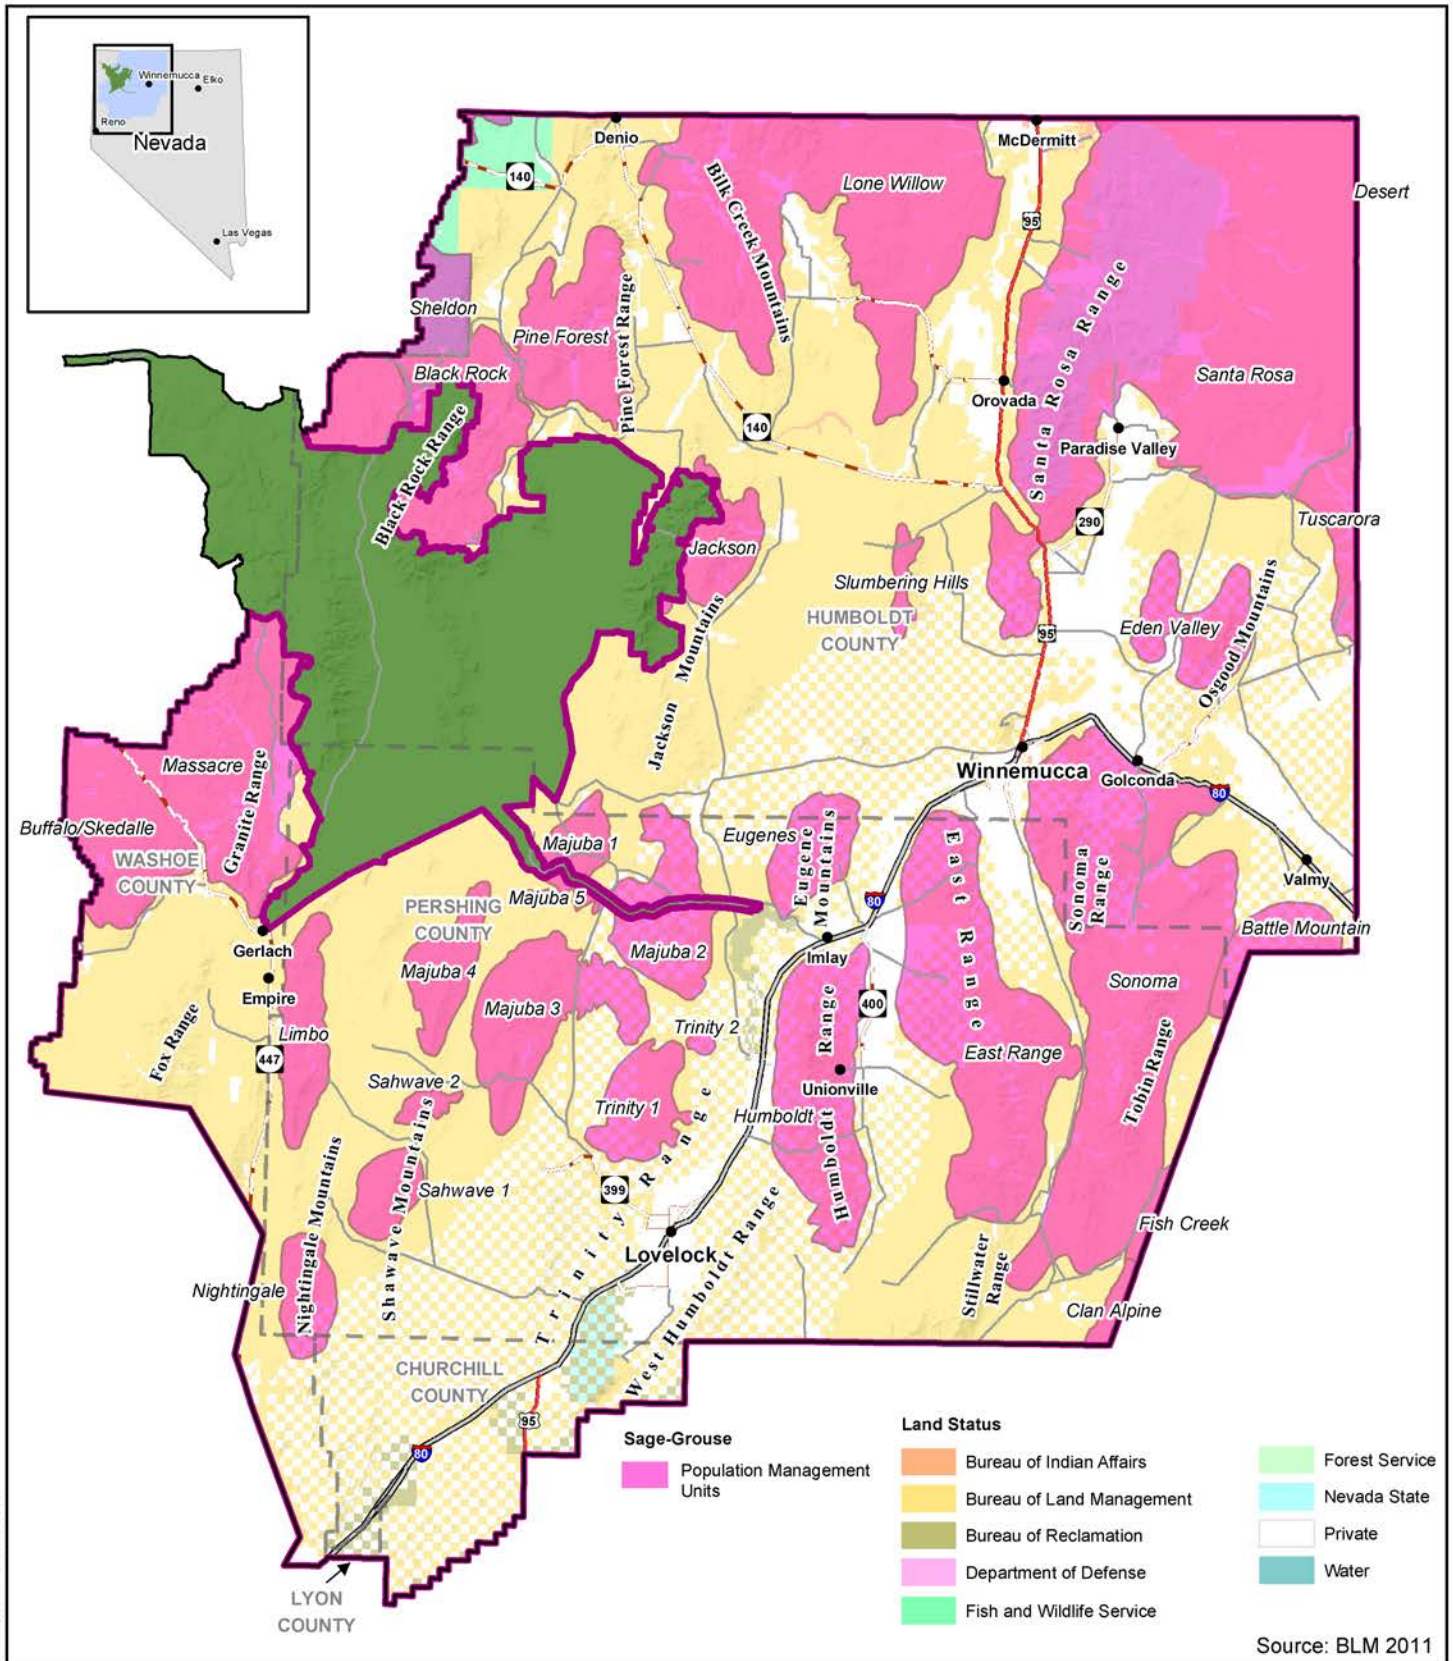 Winnemucca
Elko
Reno
Nevada
Las Vegas
Denio
McDermitt
140
Bilk Creek Mountains
Lone Willow
Desert
95
Sheldon
Pine Forest
Pine Forest Range
Santa Rosa Range
Black Rock
Santa Rosa
Orovada
Black Rock Range
140
Paradise Valley
290
Tuscarora
Jackson
Slumbering Hills
HUMBOLDT
COUNTY
95
Eden Valley
Osgood Mountains
Jackson Mountains
Massacre
Granite Range
Winnemucca
Golconda
80
Buffalo/Skedalle
WASHOE
COUNTY
Majuba 1
Eugenes
Eugene
Mountains
East Range
Sonoma
Range
Valmy
Majuba 5
PERSHING
COUNTY
80
Battle Mountain
Gerlach
Majuba 4
Majuba 2
Imlay
Empire
Majuba 3
400
Sonoma
Fox Range
Limbo
Trinity 2
447
East Range
Sahwave 2
Unionville
Tobin Range
Trinity 1
Humboldt
Humboldt Range
Nightingale Mountains
Shawave Mountains
Sahwave 1
399
Trinity Range
Fish Creek
Lovelock
West Humboldt Range
Stillwater
Range
Nightingale
Clan Alpine
CHURCHILL
COUNTY
95
80
LYON
COUNTY
Sage-Grouse
Population Management
Units
Land Status
Bureau of Indian Affairs
Bureau of Land Management
Bureau of Reclamation
Department of Defense
Fish and Wildlife Service
Forest Service
Nevada State
Private
Water
Source: BLM 2011